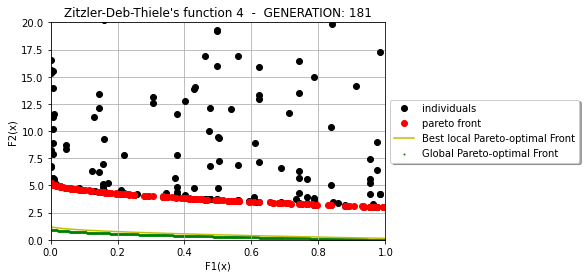 Zitzler-Deb-Thiele's function 4  -  GENERATION: 181
20.0
17.5
15.0
12.5
10.0
7.5
5.0
2.5
0.0
F2(x)
0.0 0.2 0.4 0.6 0.8 1.0
F1(x)
individuals
pareto front
Best local Pareto-optimal Front
Global Pareto-optimal Front